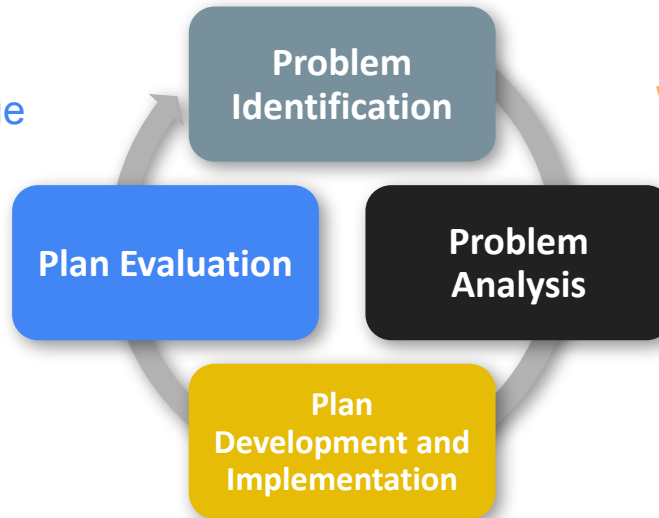 Problem
Identification
Problem
Analysis
Plan
Development and
Implementation
Plan Evaluation